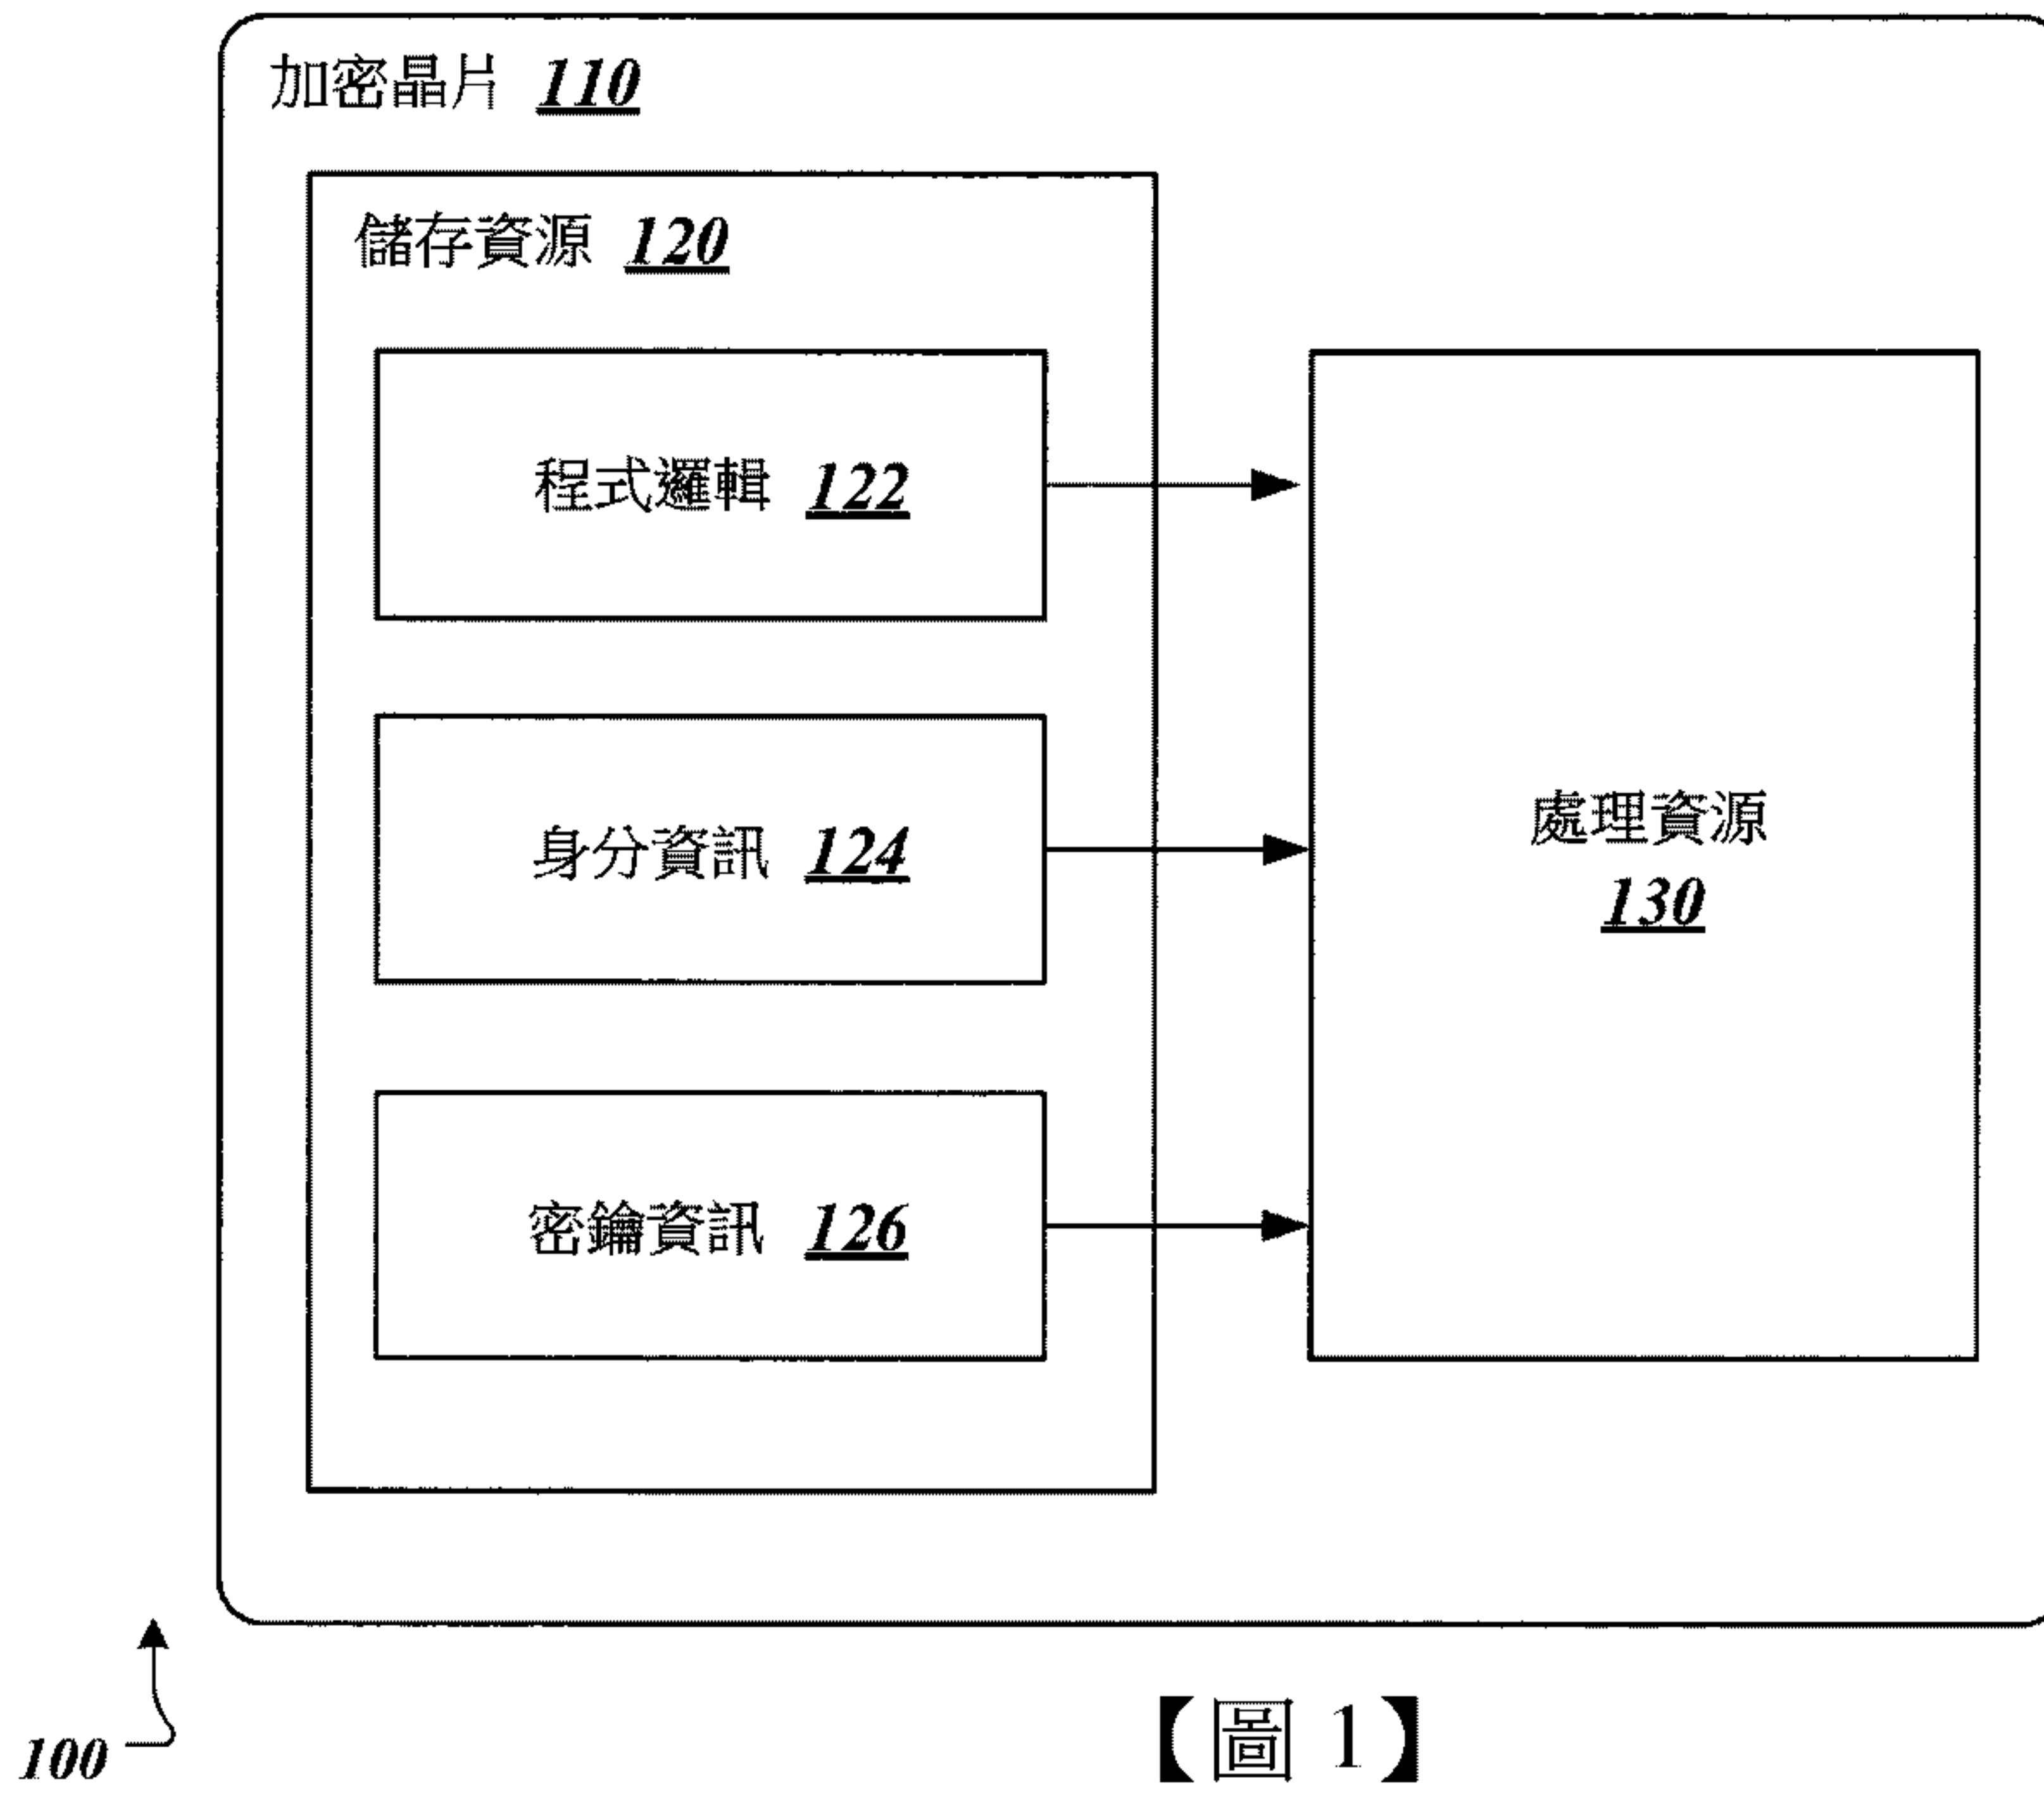 加密晶片 110
儲存資源 120
程式邏輯 122
身分資訊 124
密鑰資訊 126
處理資源
130
100
【圖 1】